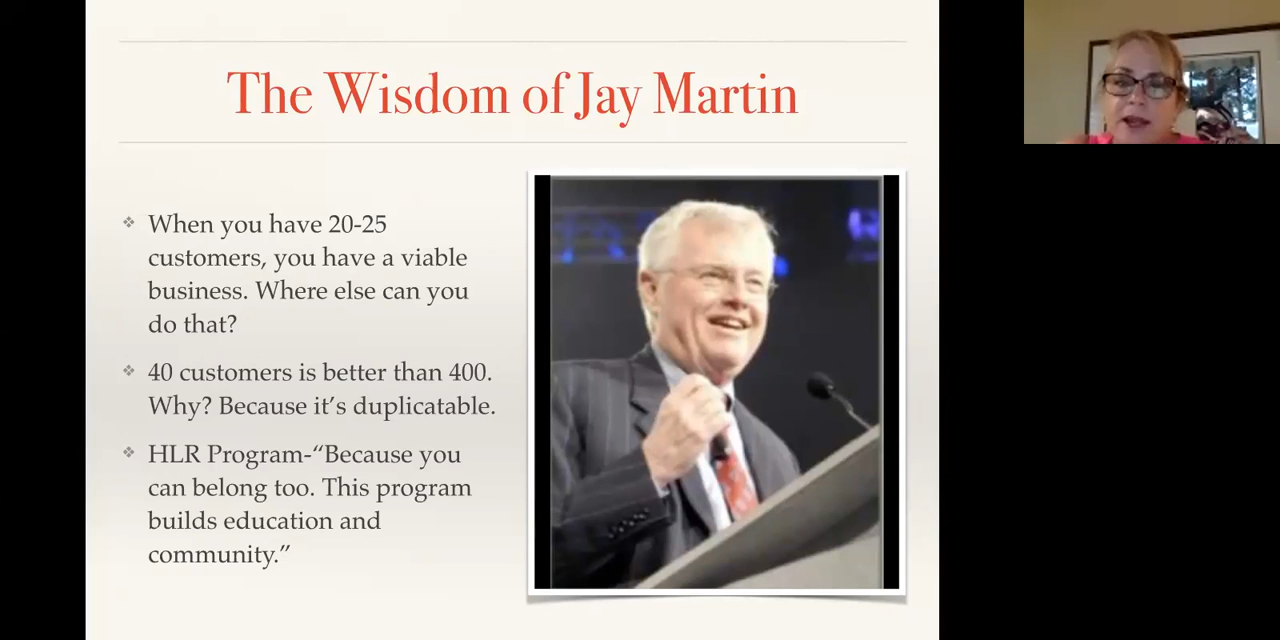 The Wisdom of Jay Martin
When you have 20-25
customers, you have a viable
business. Where else can you
do that?
40 customers is better than 400.
Why? Because it’s duplicatable.
HLR Program-“Because you
can belong too. This program
builds education and
community.”